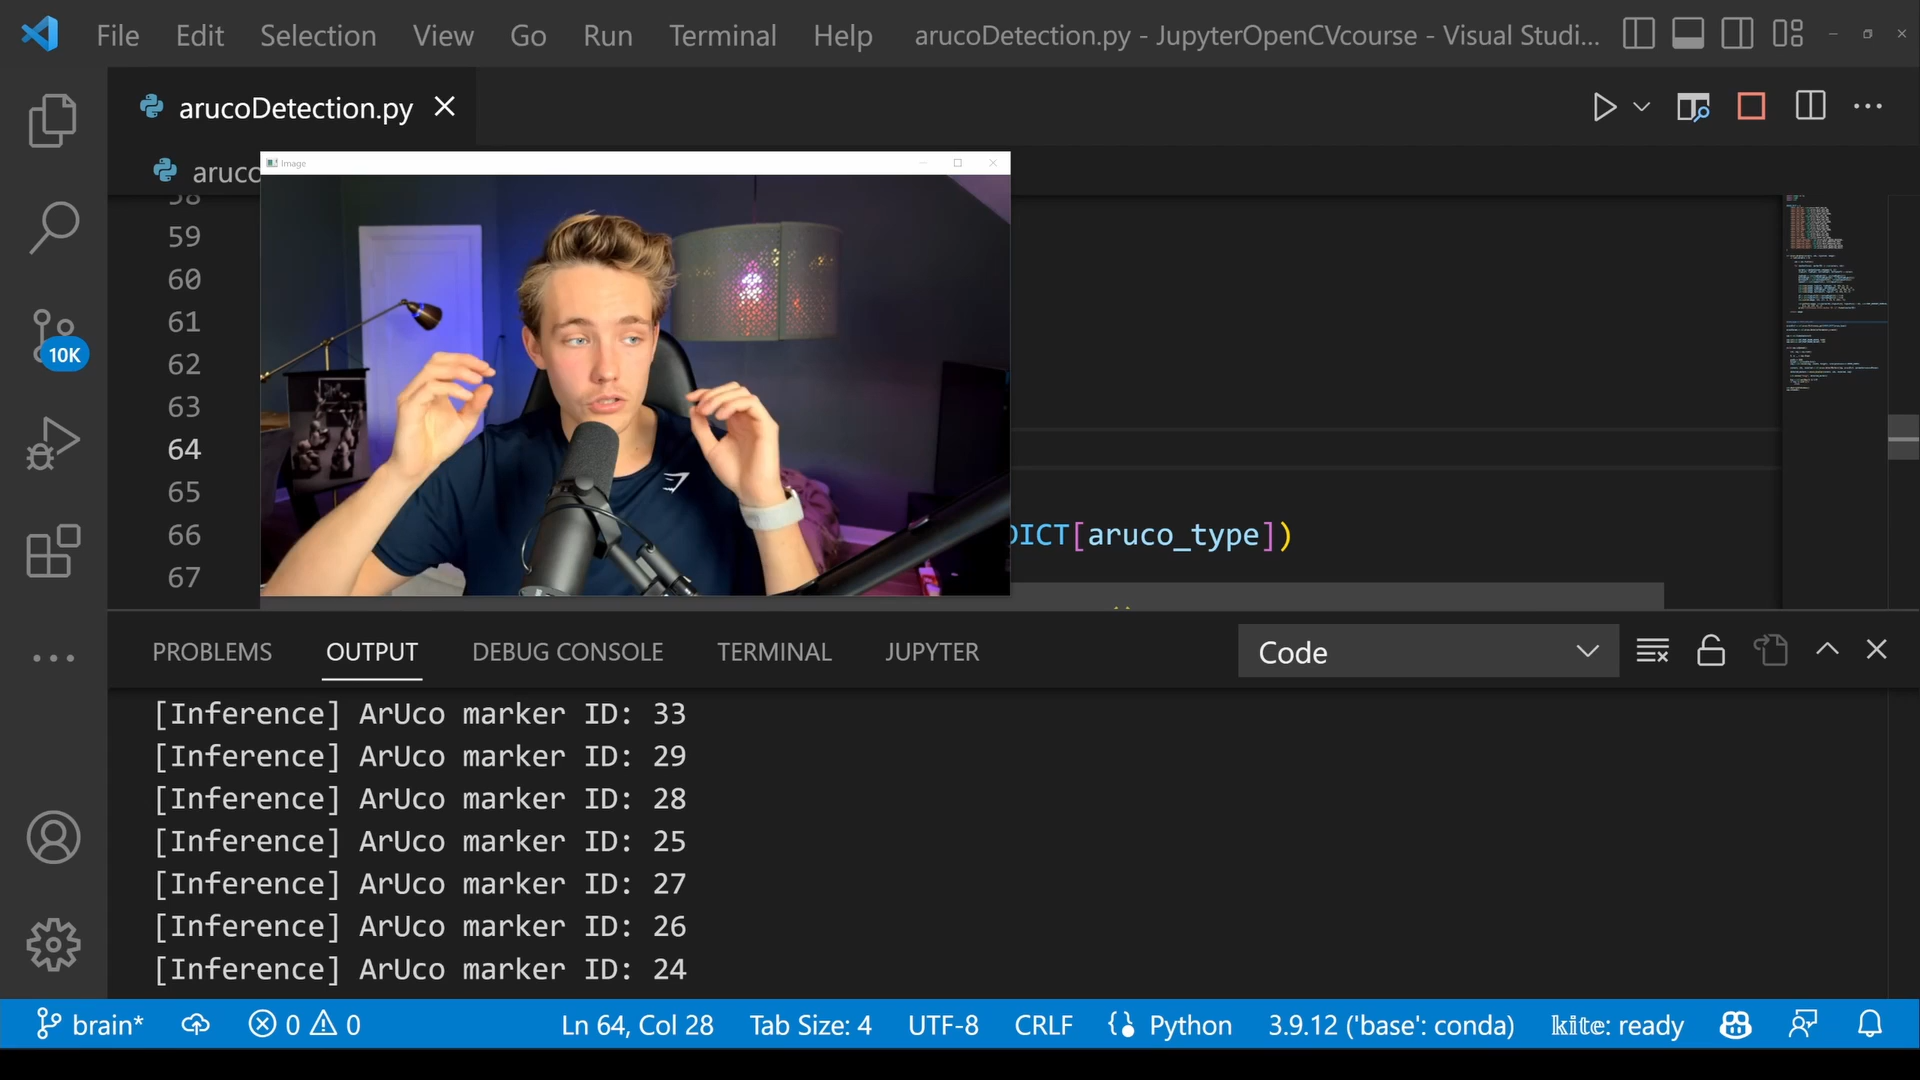 File Edit Selection View Go Run Terminal Help arucoDetection.py - JupyterOpenCVcourse - Visual Studi...
arucoDetection.py
aruco
Image
58
59
60
61
62
63
64
65
66 DICT[aruco_type])
67
10K
PROBLEMS OUTPUT DEBUG CONSOLE TERMINAL JUPYTER Code
[Inference] ArUco marker ID: 33
[Inference] ArUco marker ID: 29
[Inference] ArUco marker ID: 28
[Inference] ArUco marker ID: 25
[Inference] ArUco marker ID: 27
[Inference] ArUco marker ID: 26
[Inference] ArUco marker ID: 24
brain* 0 0 Ln 64, Col 28 Tab Size: 4 UTF-8 CRLF Python 3.9.12 ('base': conda) kite: ready